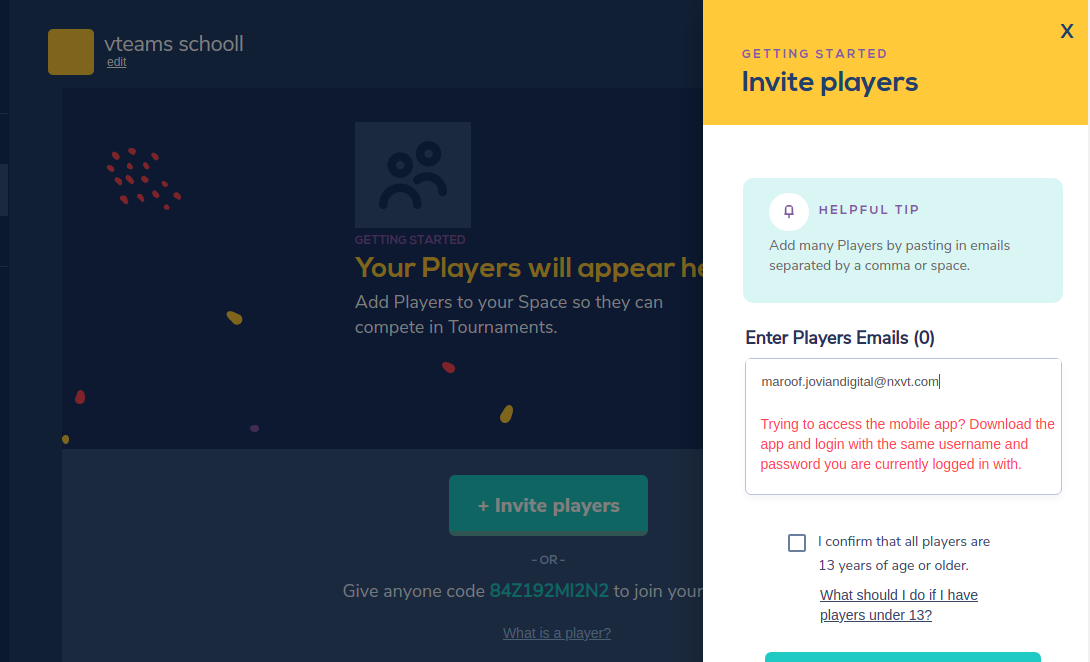 vteams schooll
edit
GETTING STARTED
Your Players will appear he
Add Players to your Space so they can
compete in Tournaments.
+ Invite players
-OR-
Give anyone code 84Z192MI2N2 to join your
What is a player?
X
GETTING STARTED
Invite players
HELPFUL TIP
Add many Players by pasting in emails
separated by a comma or space.
Enter Players Emails (0)
maroof.joviandigital@nxvt.com
Trying to access the mobile app? Download the
app and login with the same username and
password you are currently logged in with.
I confirm that all players are
13 years of age or older.
What should I do if I have
players under 13?